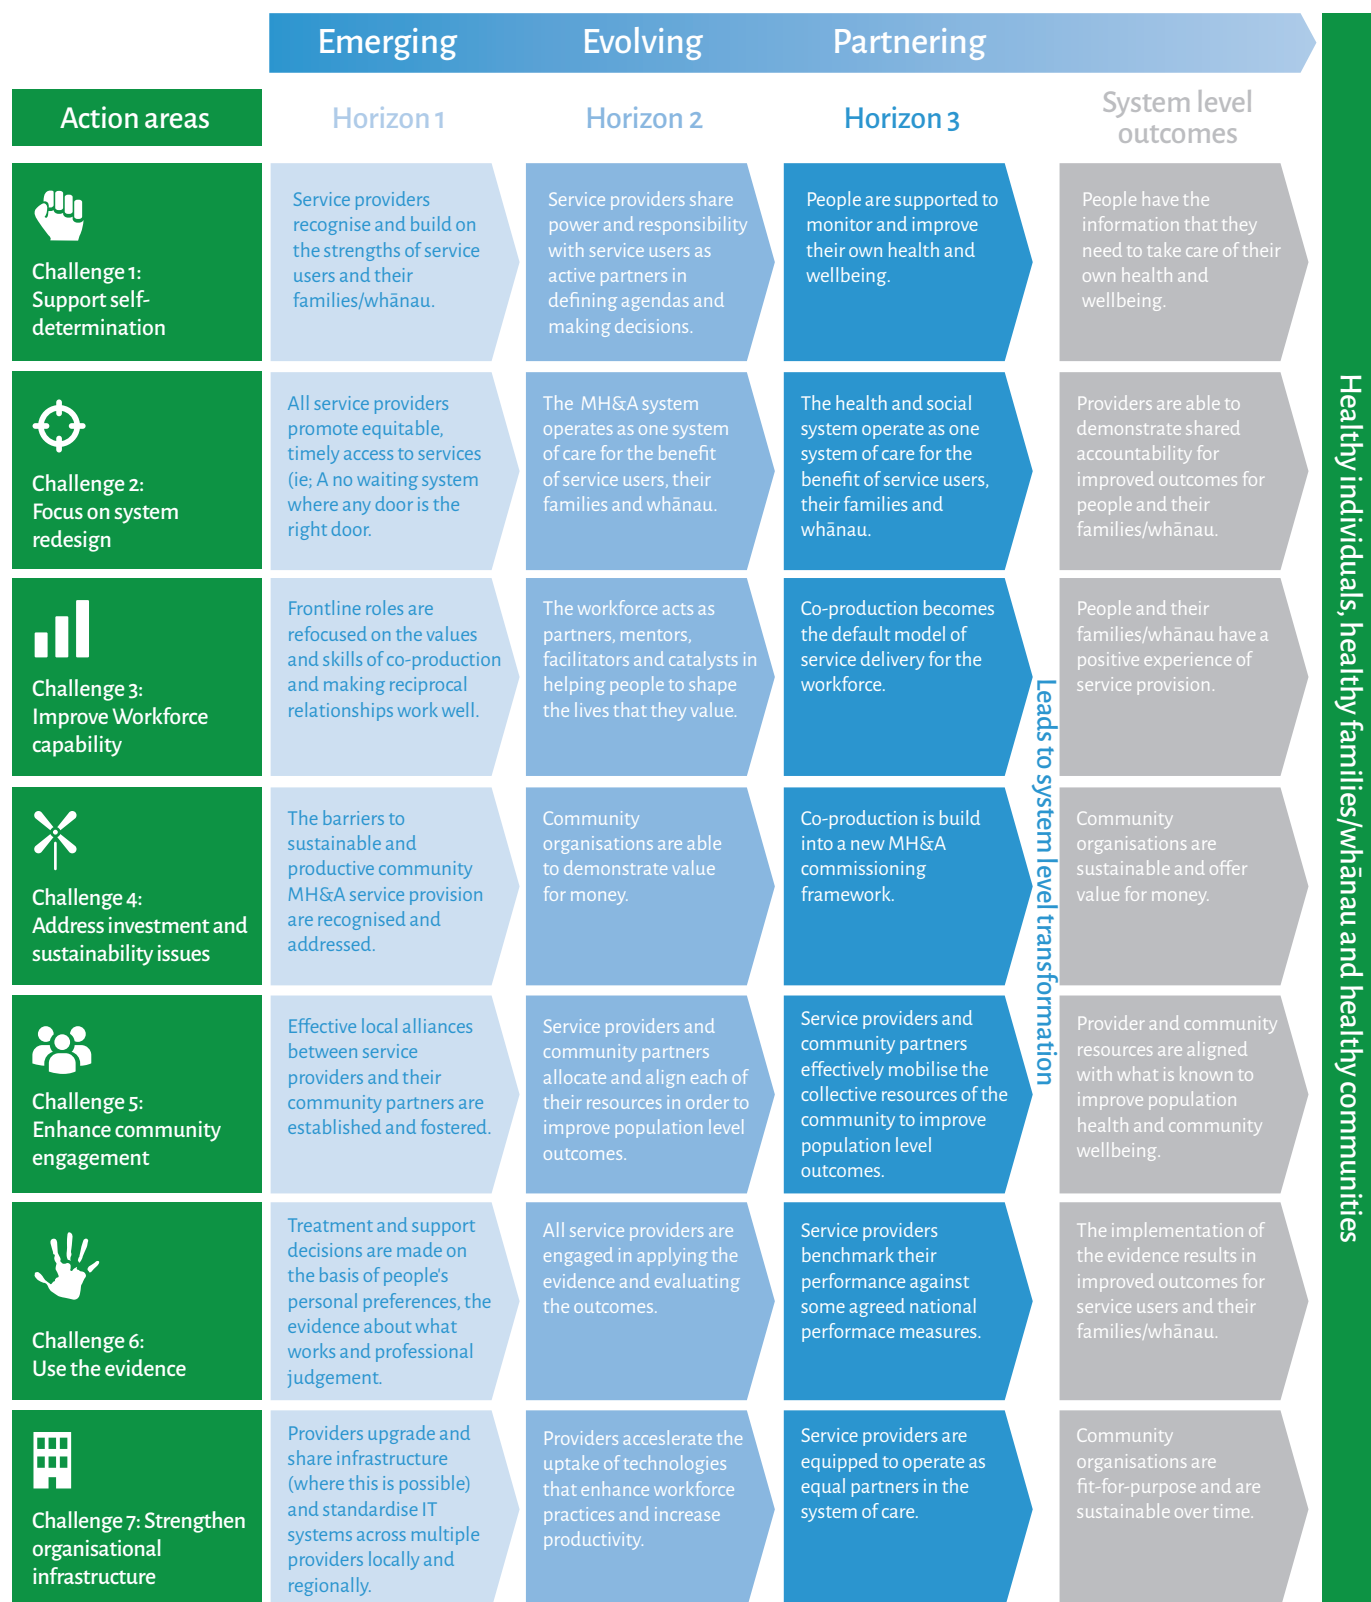 Emerging
Evolving
Partnering
Action areas
Horizon 1
Horizon 2
Horizon 3
System level
outcomes
Challenge 1:
Support self-
determination
Service providers
recognise and build on
the strengths of service
users and their
families/whānau.
Service providers share
power and responsibility
with service users as
active partners in
defining agendas and
making decisions.
People are supported to
monitor and improve
their own health and
wellbeing.
People have the
information that they
need to take care of their
own health and
wellbeing.
Challenge 2:
Focus on system
redesign
All service providers
promote equitable,
timely access to services
(ie; A no waiting system
where any door is the
right door.
The MH&A system
operates as one system
of care for the benefit
of service users, their
families and whānau.
The health and social
system operate as one
system of care for the
benefit of service users,
their families and
whānau.
Providers are able to
demonstrate shared
accountability for
improved outcomes for
people and their
families/whānau.
Challenge 3:
Improve Workforce
capability
Frontline roles are
refocused on the values
and skills of co-production
and making reciprocal
relationships work well.
The workforce acts as
partners, mentors,
facilitators and catalysts in
helping people to shape
the lives that they value.
Co-production becomes
the default model of
service delivery for the
workforce.
People and their
families/whānau have a
positive experience of
service provision.
Challenge 4:
Address investment and
sustainability issues
The barriers to
sustainable and
productive community
MH&A service provision
are recognised and
addressed.
Community
organisations are able
to demonstrate value
for money.
Co-production is build
into a new MH&A
commissioning
framework.
Community
organisations are
sustainable and offer
value for money.
Challenge 5:
Enhance community
engagement
Effective local alliances
between service
providers and their
community partners are
established and fostered.
Service providers and
community partners
allocate and align each of
their resources in order to
improve population level
outcomes.
Service providers and
community partners
effectively mobilise the
collective resources of the
community to improve
population level
outcomes.
Provider and community
resources are aligned
with what is known to
improve population
health and community
wellbeing.
Challenge 6:
Use the evidence
Treatment and support
decisions are made on
the basis of people's
personal preferences, the
evidence about what
works and professional
judgement.
All service providers are
engaged in applying the
evidence and evaluating
the outcomes.
Service providers
benchmark their
performance against
some agreed national
performace measures.
The implementation of
the evidence results in
improved outcomes for
service users and their
families/whānau.
Challenge 7: Strengthen
organisational
infrastructure
Providers upgrade and
share infrastructure
(where this is possible)
and standardise IT
systems across multiple
providers locally and
regionally.
Providers acceslerate the
uptake of technologies
that enhance workforce
practices and increase
productivity.
Service providers are
equipped to operate as
equal partners in the
system of care.
Community
organisations are
fit-for-purpose and are
sustainable over time.
Leads to system level transformation
Healthy individuals, healthy families/whānau and healthy communities